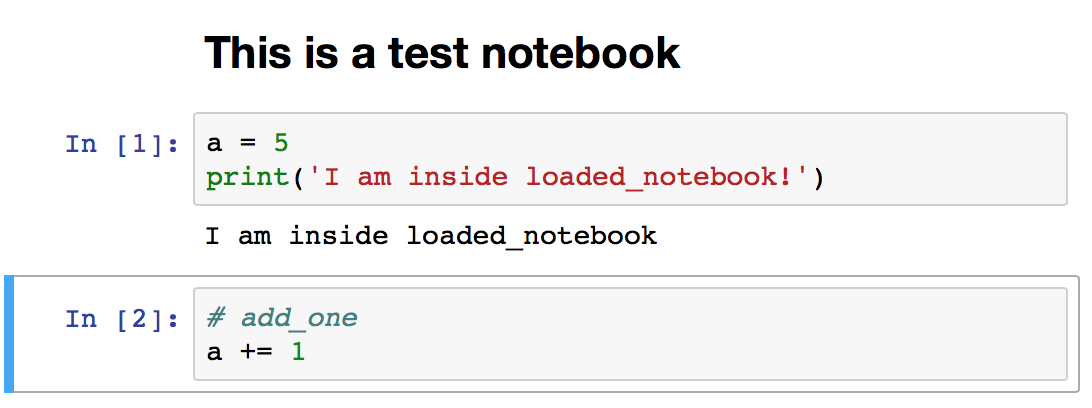 This is a test notebook
In [1]: a = 5
print('I am inside loaded_notebook!')
I am inside loaded_notebook
In [2]: # add_one
a += 1